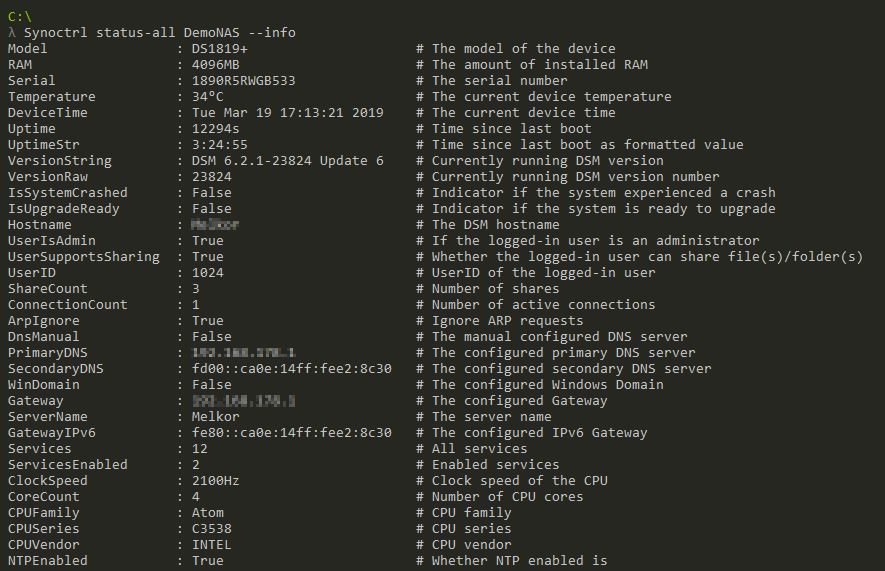 C:\
λ Synoctrl status-all DemoNAS --info
Model : DS1819+ # The model of the device
RAM : 4096MB # The amount of installed RAM
Serial : 1890R5RWGB533 # The serial number
Temperature : 34°C # The current device temperature
DeviceTime : Tue Mar 19 17:13:21 2019 # The current device time
Uptime : 12294s # Time since last boot
UptimeStr : 3:24:55 # Time since last boot as formatted value
VersionString : DSM 6.2.1-23824 Update 6 # Currently running DSM version
VersionRaw : 23824 # Currently running DSM version number
IsSystemCrashed : False # Indicator if the system experienced a crash
IsUpgradeReady : False # Indicator if the system is ready to upgrade
Hostname : # The DSM hostname
UserIsAdmin : True # If the logged-in user is an administrator
UserSupportsSharing : True # Whether the logged-in user can share file(s)/folder(s)
UserID : 1024 # UserID of the logged-in user
ShareCount : 3 # Number of shares
ConnectionCount : 1 # Number of active connections
ArpIgnore : True # Ignore ARP requests
DnsManual : False # The manual configured DNS server
PrimaryDNS : # The configured primary DNS server
SecondaryDNS : fd00::ca0e:14ff:fee2:8c30 # The configured secondary DNS server
WinDomain : False # The configured Windows Domain
Gateway : # The configured Gateway
ServerName : Melkor # The server name
GatewayIPv6 : fe80::ca0e:14ff:fee2:8c30 # The configured IPv6 Gateway
Services : 12 # All services
ServicesEnabled : 2 # Enabled services
ClockSpeed : 2100Hz # Clock speed of the CPU
CoreCount : 4 # Number of CPU cores
CPUFamily : Atom # CPU family
CPUSeries : C3538 # CPU series
CPUVendor : INTEL # CPU vendor
NTPEnabled : True # Whether NTP enabled is